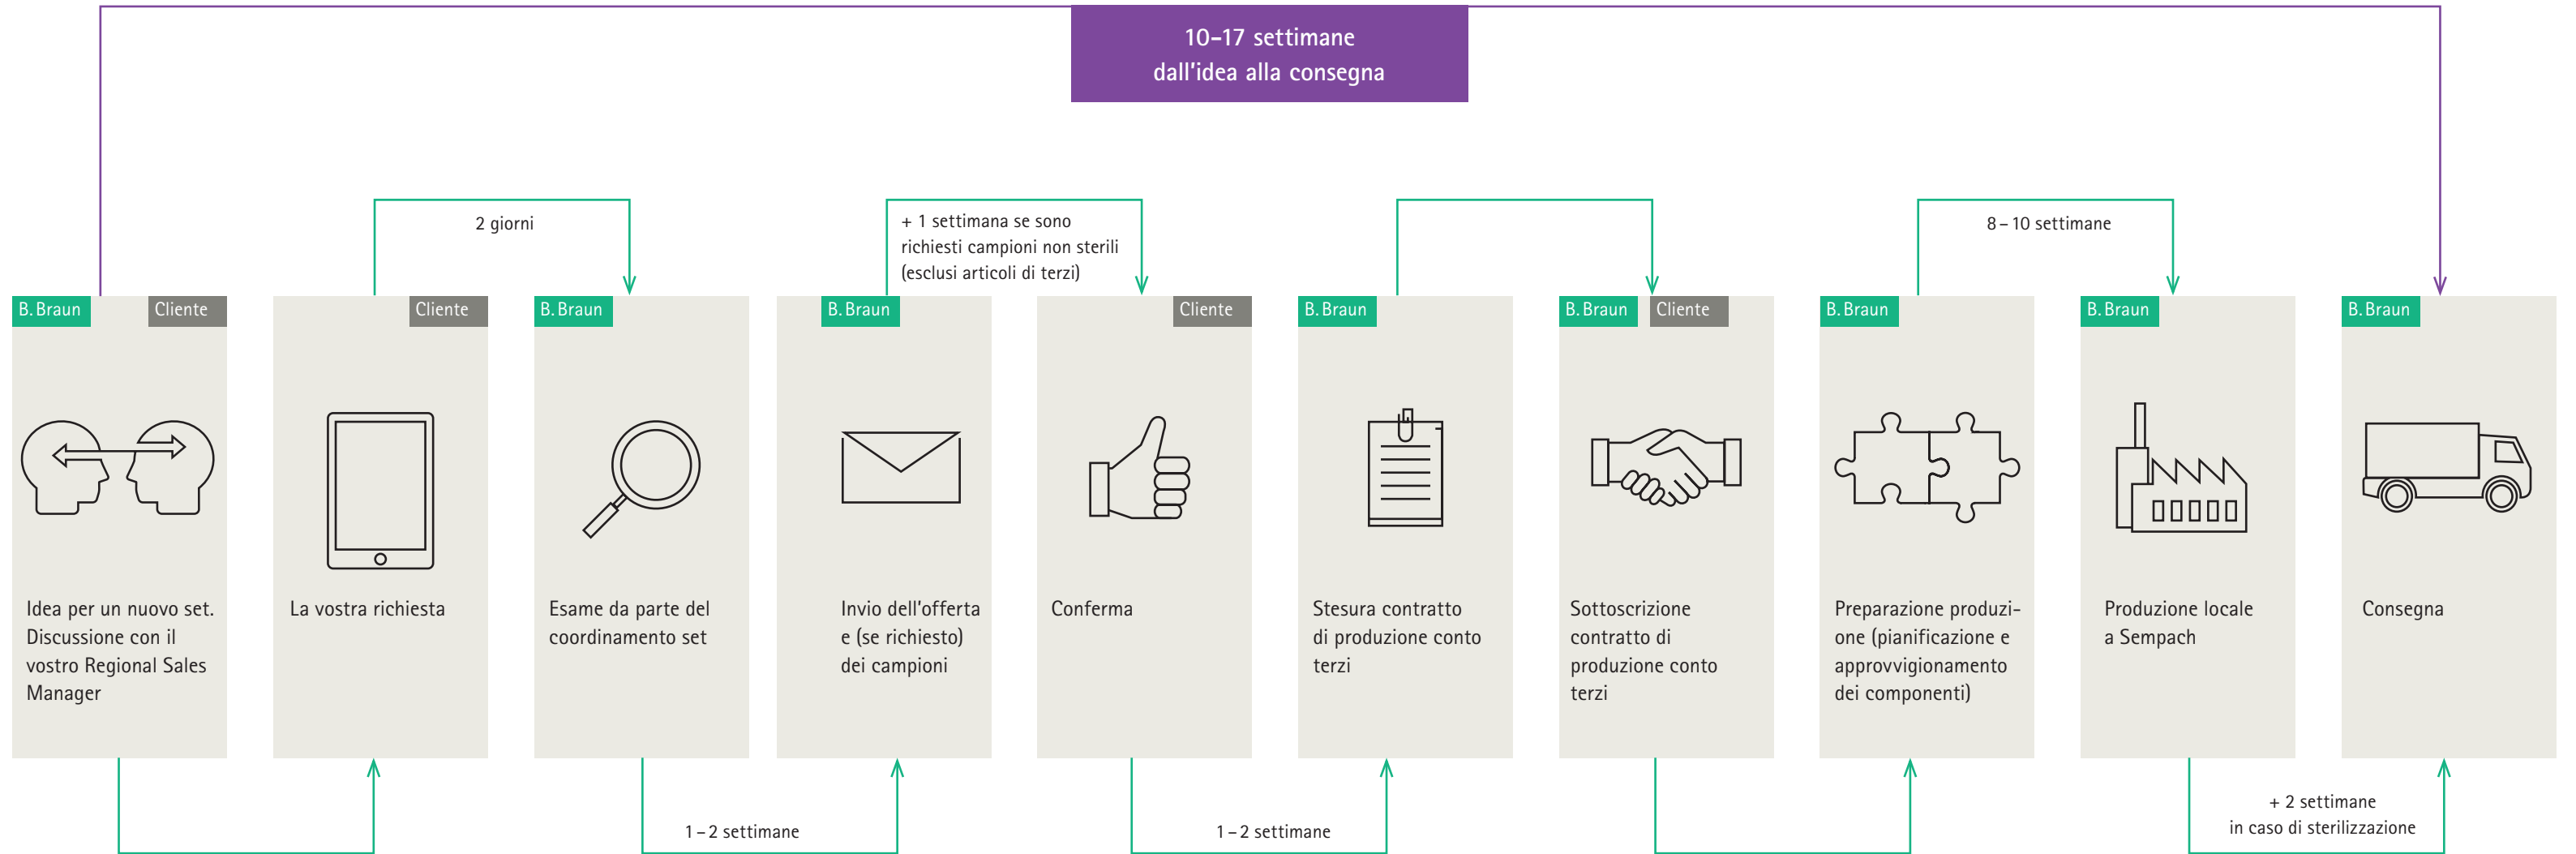 10–17 settimane
dall'idea alla consegna
2 giorni
+ 1 settimana se sono
richiesti campioni non sterili
(esclusi articoli di terzi)
8 – 10 settimane
B. Braun
Cliente
Idea per un nuovo set.
Discussione con il
vostro Regional Sales
Manager
Cliente
La vostra richiesta
B. Braun
Esame da parte del
coordinamento set
B. Braun
Invio dell'offerta
e (se richiesto)
dei campioni
Cliente
Conferma
B. Braun
Stesura contratto
di produzione conto
terzi
B. Braun
Cliente
Sottoscrizione
contratto di
produzione conto
terzi
B. Braun
Preparazione produzi-
one (pianificazione e
approvvigionamento
dei componenti)
B. Braun
Produzione locale
a Sempach
B. Braun
Consegna
1 – 2 settimane
1 – 2 settimane
+ 2 settimane
in caso di sterilizzazione